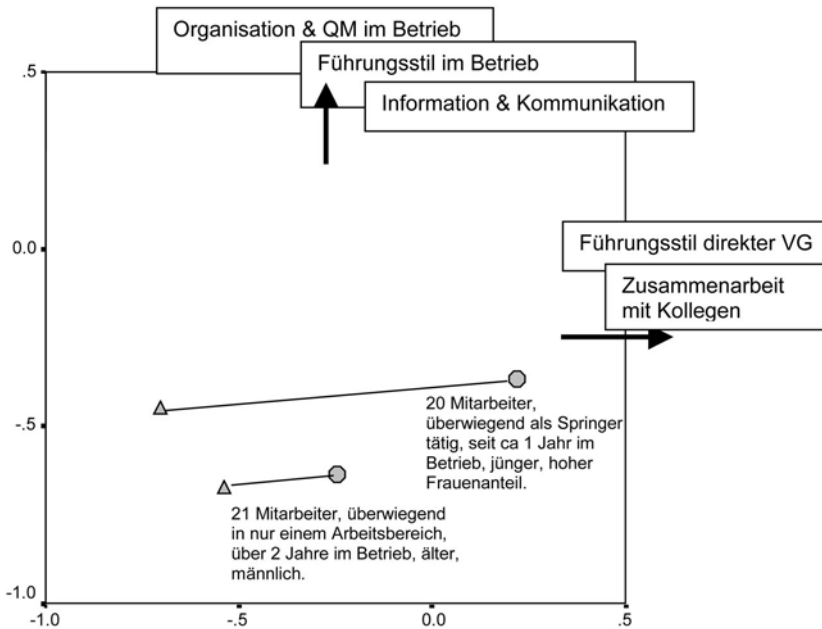 Organisation & QM im Betrieb
Führungsstil im Betrieb
Information & Kommunikation
.5
0.0
-.5
-1.0
Führungsstil direkter VG
Zusammenarbeit
mit Kollegen
20 Mitarbeiter,
überwiegend als Springer
tätig, seit ca 1 Jahr im
Betrieb, jünger, hoher
Frauenanteil.
21 Mitarbeiter, überwiegend
in nur einem Arbeitsbereich,
über 2 Jahre im Betrieb, älter,
männlich.
-1.0
-.5
0.0
.5